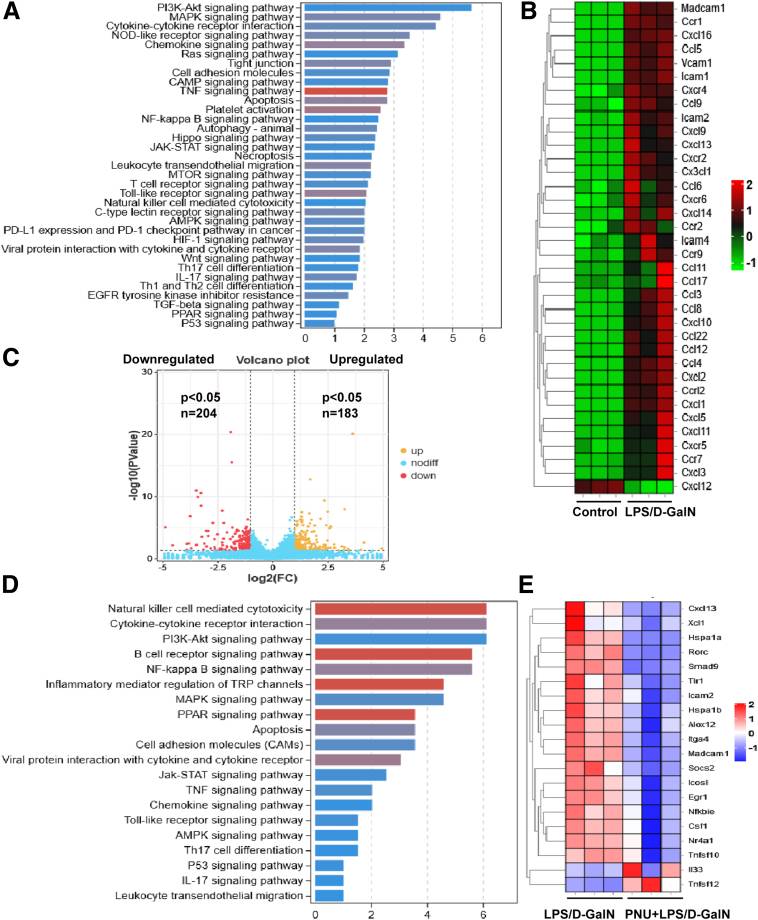 A
PI3K-Akt signaling pathway
MAPK signaling pathway
Cytokine-cytokine receptor interaction
NOD-like receptor signaling pathway
Chemokine signaling pathway
Ras signaling pathway
Tight junction
Cell adhesion molecules
CAMP signaling pathway
TNF signaling pathway
Apoptosis
Platelet activation
NF-kappa B signaling pathway
Autophagy - animal
Hippo signaling pathway
JAK-STAT signaling pathway
Necroptosis
Leukocyte transendothelial migration
MTOR signaling pathway
T cell receptor signaling pathway
Toll-like receptor signaling pathway
Natural killer cell mediated cytotoxicity
C-type lectin receptor signaling pathway
AMPK signaling pathway
PD-L1 expression and PD-1 checkpoint pathway in cancer
HIF-1 signaling pathway
Viral protein interaction with cytokine and cytokine receptor
Wnt signaling pathway
Th17 cell differentiation
IL-17 signaling pathway
Th1 and Th2 cell differentiation
EGFR tyrosine kinase inhibitor resistance
TGF-beta signaling pathway
PPAR signaling pathway
P53 signaling pathway
0 1 2 3 4 5 6
B
Madcam1
Ccr1
Cxcl16
Ccl5
Vcam1
Icam1
Cxcr4
Ccl9
Icam2
Cxcl9
Cxcl13
Cxcr2
Cx3cl1
Ccl6
Cxcr6
Cxcl14
Ccr2
Icam4
Ccr9
Ccl11
Ccl17
Ccl3
Ccl8
Cxcl10
Ccl22
Ccl12
Ccl4
Cxcl2
Ccrl2
Cxcl1
Cxcl5
Cxcl11
Cxcr5
Ccr7
Cxcl3
Cxcl12
2
1
0
-1
Control LPS/D-GalN
C
Downregulated Volcano plot Upregulated
p<0.05
n=204
p<0.05
n=183
30
20
10
0
-log10(PValue)
up
nodiff
down
-5 -4 -3 -2 -1 0 1 2 3 4 5
log2(FC)
D
Natural killer cell mediated cytotoxicity
Cytokine-cytokine receptor interaction
PI3K-Akt signaling pathway
B cell receptor signaling pathway
NF-kappa B signaling pathway
Inflammatory mediator regulation of TRP channels
MAPK signaling pathway
PPAR signaling pathway
Apoptosis
Cell adhesion molecules (CAMs)
Viral protein interaction with cytokine and cytokine receptor
Jak-STAT signaling pathway
TNF signaling pathway
Chemokine signaling pathway
Toll-like receptor signaling pathway
AMPK signaling pathway
Th17 cell differentiation
P53 signaling pathway
IL-17 signaling pathway
Leukocyte transendothelial migration
0 2 4 6
E
Cxcl13
Xcl1
Hspa1a
Rorc
Smad9
Tlr1
Icam2
Hspa1b
Alox12
Itga4
Madcam1
Socs2
Icosl
Egr1
Nfkbie
Csf1
Nr4a1
Tnfsf10
Il33
Tnfsf12
2
1
0
-1
LPS/D-GalN PNU+LPS/D-GalN